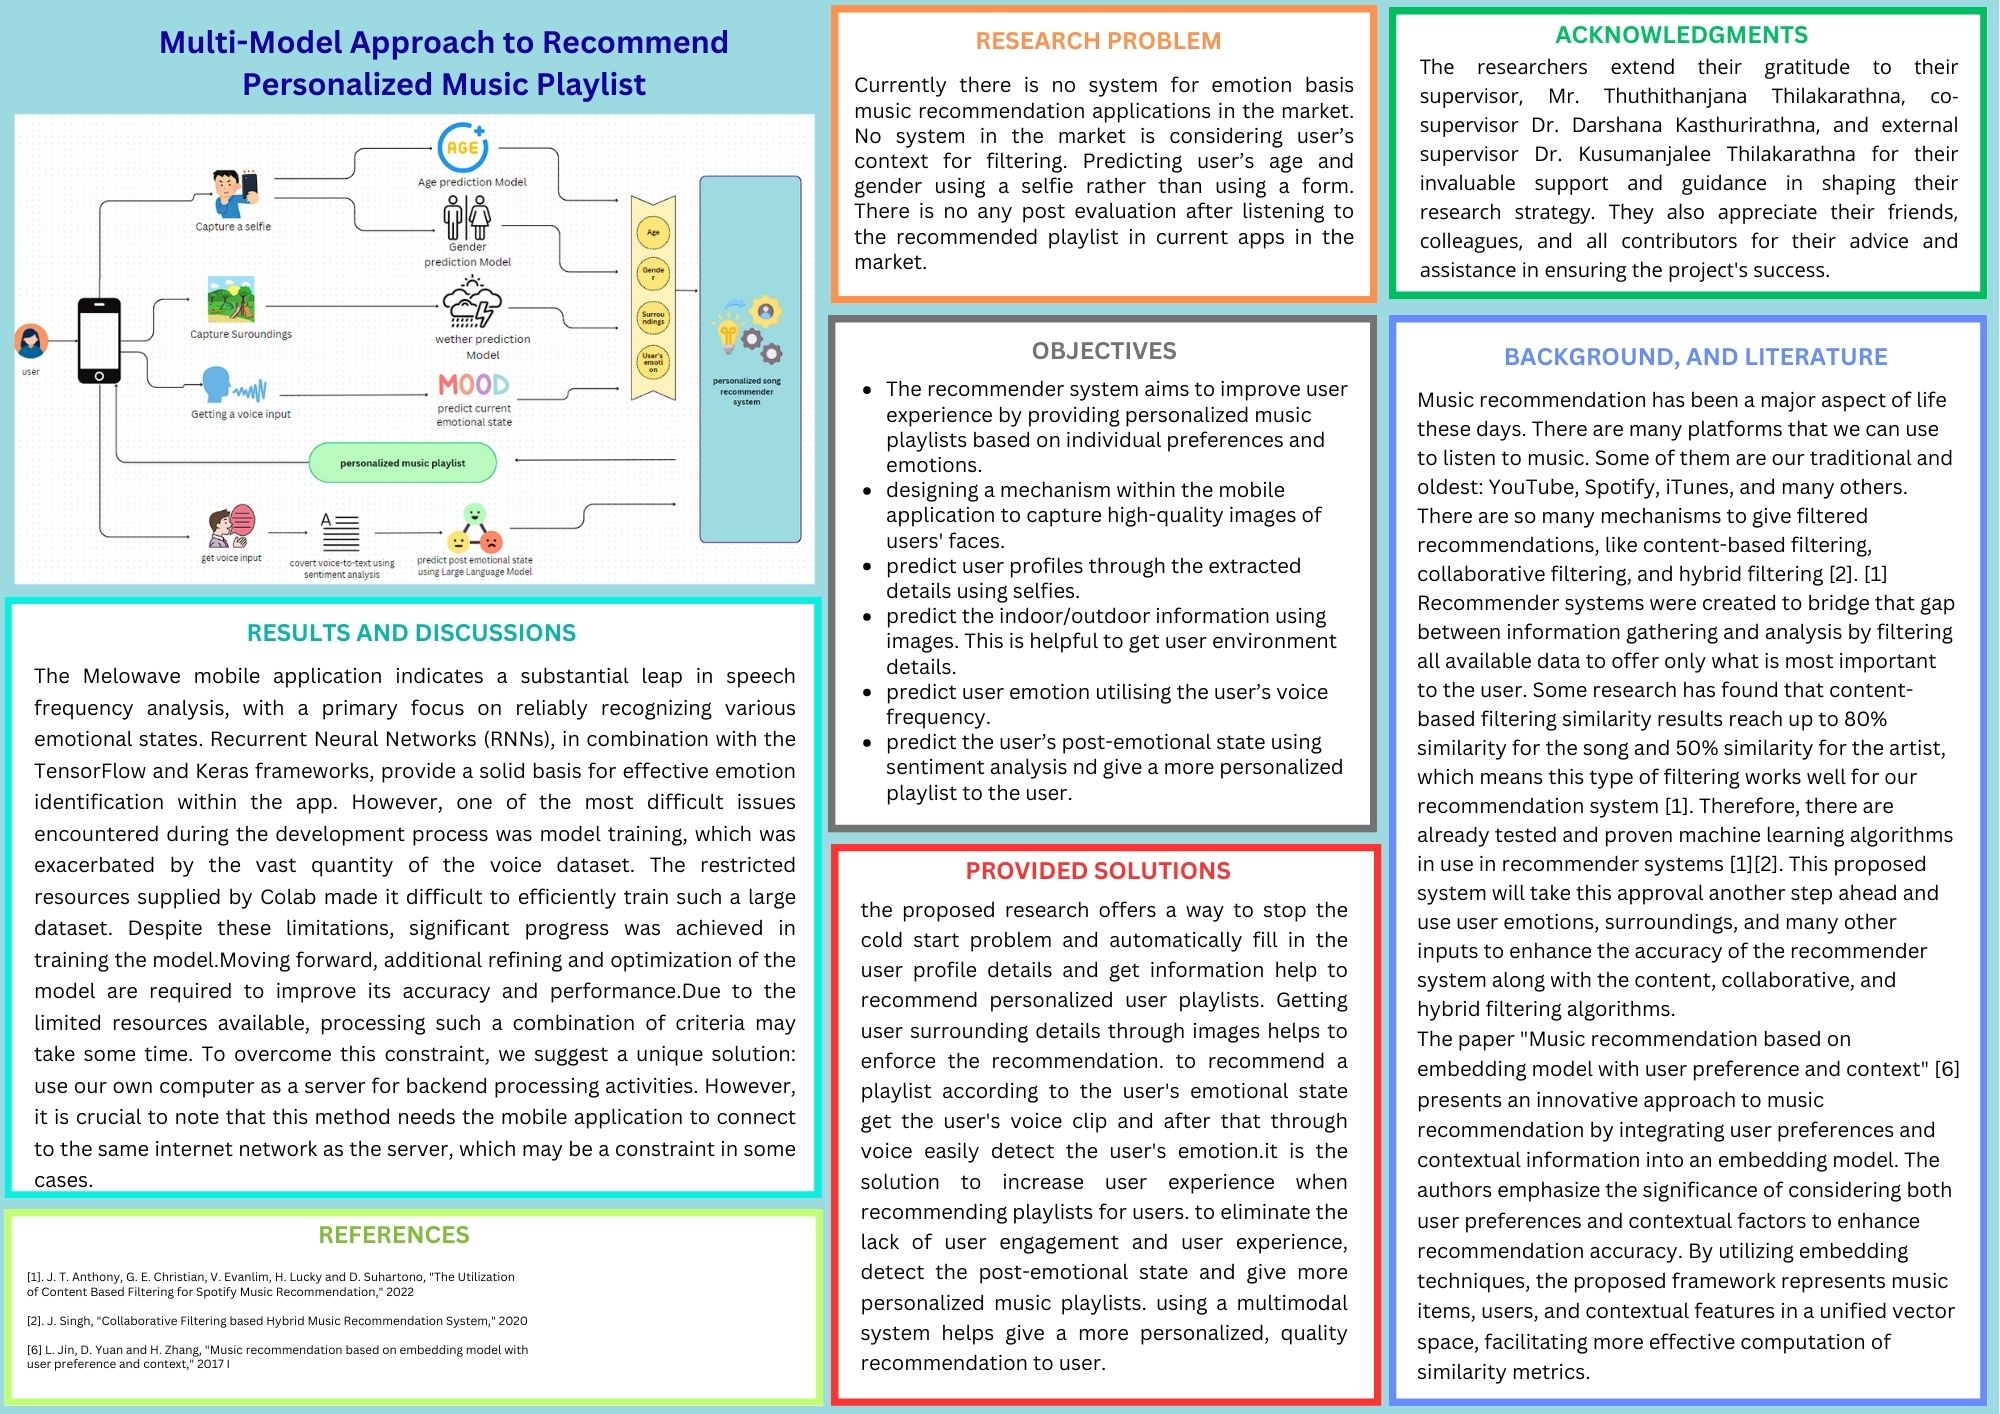 Multi-Model Approach to Recommend
Personalized Music Playlist
AGE
Age prediction Model
Capture a selfie
Gender
prediction Model
Capture Suroundings
wether prediction
Model
user
Getting a voice input
MOOD
predict current
emotional state
Age
Gende
r
Surrou
ndings
User's
emoti
on
personalized song
recommender
system
personalized music playlist
get voice input
A
covert voice-to-text using
sentiment analysis
predict post emotional state
using Large Language Model
RESULTS AND DISCUSSIONS
The Melowave mobile application indicates a substantial leap in speech
frequency analysis, with a primary focus on reliably recognizing various
emotional states. Recurrent Neural Networks (RNNs), in combination with the
TensorFlow and Keras frameworks, provide a solid basis for effective emotion
identification within the app. However, one of the most difficult issues
encountered during the development process was model training, which was
exacerbated by the vast quantity of the voice dataset. The restricted
resources supplied by Colab made it difficult to efficiently train such a large
dataset. Despite these limitations, significant progress was achieved in
training the model.Moving forward, additional refining and optimization of the
model are required to improve its accuracy and performance.Due to the
limited resources available, processing such a combination of criteria may
take some time. To overcome this constraint, we suggest a unique solution:
use our own computer as a server for backend processing activities. However,
it is crucial to note that this method needs the mobile application to connect
to the same internet network as the server, which may be a constraint in some
cases.
REFERENCES
[1]. J. T. Anthony, G. E. Christian, V. Evanlim, H. Lucky and D. Suhartono, "The Utilization
of Content Based Filtering for Spotify Music Recommendation," 2022
[2]. J. Singh, "Collaborative Filtering based Hybrid Music Recommendation System," 2020
[6] L. Jin, D. Yuan and H. Zhang, "Music recommendation based on embedding model with
user preference and context," 2017 I
RESEARCH PROBLEM
Currently there is no system for emotion basis
music recommendation applications in the market.
No system in the market is considering user’s
context for filtering. Predicting user’s age and
gender using a selfie rather than using a form.
There is no any post evaluation after listening to
the recommended playlist in current apps in the
market.
OBJECTIVES
• The recommender system aims to improve user
experience by providing personalized music
playlists based on individual preferences and
emotions.
• designing a mechanism within the mobile
application to capture high-quality images of
users' faces.
• predict user profiles through the extracted
details using selfies.
• predict the indoor/outdoor information using
images. This is helpful to get user environment
details.
• predict user emotion utilising the user’s voice
frequency.
• predict the user’s post-emotional state using
sentiment analysis nd give a more personalized
playlist to the user.
PROVIDED SOLUTIONS
the proposed research offers a way to stop the
cold start problem and automatically fill in the
user profile details and get information help to
recommend personalized user playlists. Getting
user surrounding details through images helps to
enforce the recommendation. to recommend a
playlist according to the user's emotional state
get the user's voice clip and after that through
voice easily detect the user's emotion.it is the
solution to increase user experience when
recommending playlists for users. to eliminate the
lack of user engagement and user experience,
detect the post-emotional state and give more
personalized music playlists. using a multimodal
system helps give a more personalized, quality
recommendation to user.
ACKNOWLEDGMENTS
The researchers extend their gratitude to their
supervisor, Mr. Thuthithanjana Thilakarathna, co-
supervisor Dr. Darshana Kasthurirathna, and external
supervisor Dr. Kusumanjalee Thilakarathna for their
invaluable support and guidance in shaping their
research strategy. They also appreciate their friends,
colleagues, and all contributors for their advice and
assistance in ensuring the project's success.
BACKGROUND, AND LITERATURE
Music recommendation has been a major aspect of life
these days. There are many platforms that we can use
to listen to music. Some of them are our traditional and
oldest: YouTube, Spotify, iTunes, and many others.
There are so many mechanisms to give filtered
recommendations, like content-based filtering,
collaborative filtering, and hybrid filtering [2]. [1]
Recommender systems were created to bridge that gap
between information gathering and analysis by filtering
all available data to offer only what is most important
to the user. Some research has found that content-
based filtering similarity results reach up to 80%
similarity for the song and 50% similarity for the artist,
which means this type of filtering works well for our
recommendation system [1]. Therefore, there are
already tested and proven machine learning algorithms
in use in recommender systems [1][2]. This proposed
system will take this approval another step ahead and
use user emotions, surroundings, and many other
inputs to enhance the accuracy of the recommender
system along with the content, collaborative, and
hybrid filtering algorithms.
The paper "Music recommendation based on
embedding model with user preference and context" [6]
presents an innovative approach to music
recommendation by integrating user preferences and
contextual information into an embedding model. The
authors emphasize the significance of considering both
user preferences and contextual factors to enhance
recommendation accuracy. By utilizing embedding
techniques, the proposed framework represents music
items, users, and contextual features in a unified vector
space, facilitating more effective computation of
similarity metrics.